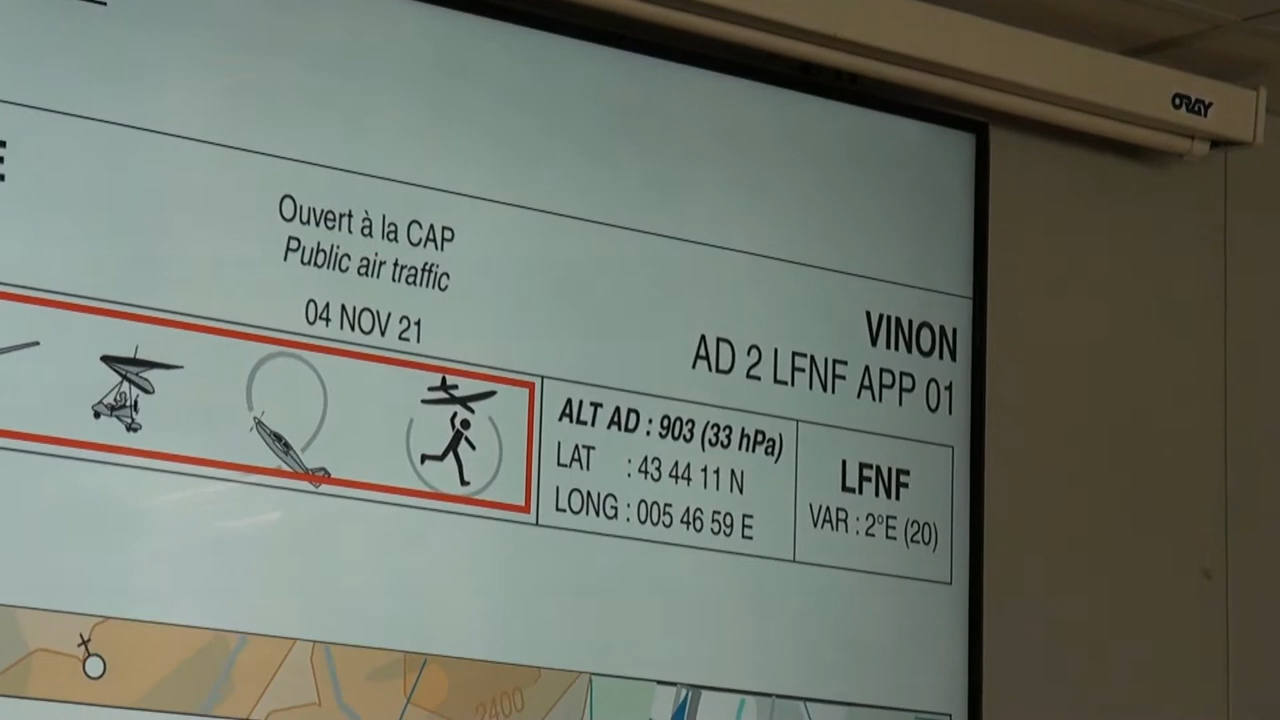 ORAY
E
Ouvert à la CAP
Public air traffic
04 NOV 21
VINON
AD 2 LFNF APP 01
ALT AD : 903 (33 hPa)
LAT : 43 44 11 N
LONG : 005 46 59 E
LFNF
VAR : 2°E (20)
2400